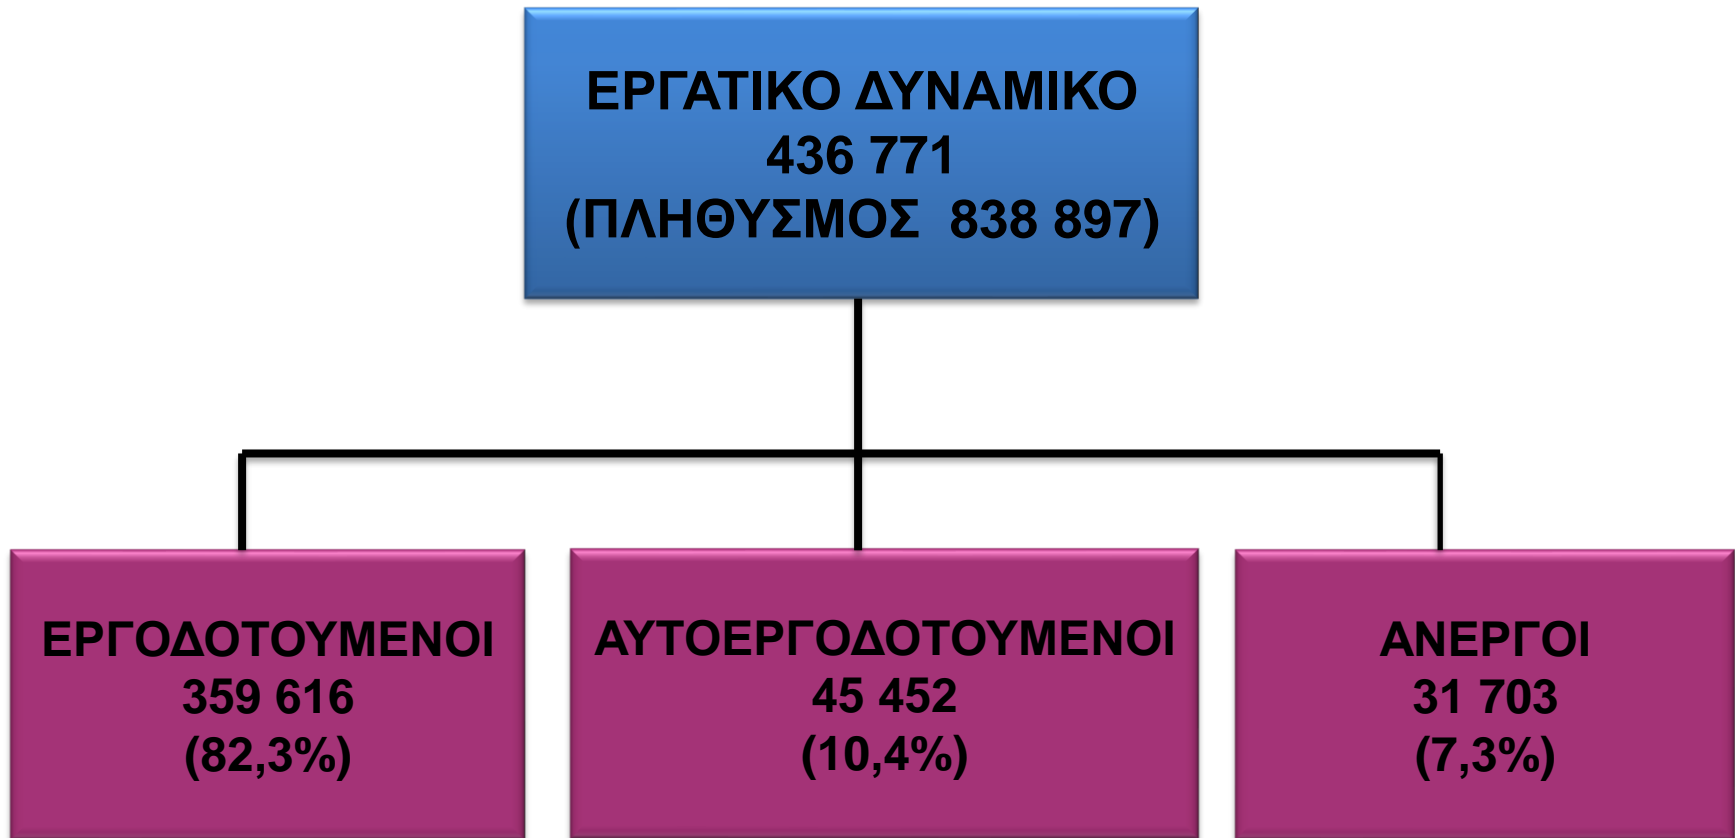 ΕΡΓΑΤΙΚΟ ΔΥΝΑΜΙΚΟ
436 771
(ΠΛΗΘΥΣΜΟΣ  838 897)
ΕΡΓΟΔΟΤΟΥΜΕΝΟΙ
359 616
(82,3%)
ΑΥΤΟΕΡΓΟΔΟΤΟΥΜΕΝΟΙ
45 452
(10,4%)
ΑΝΕΡΓΟΙ
31 703
(7,3%)